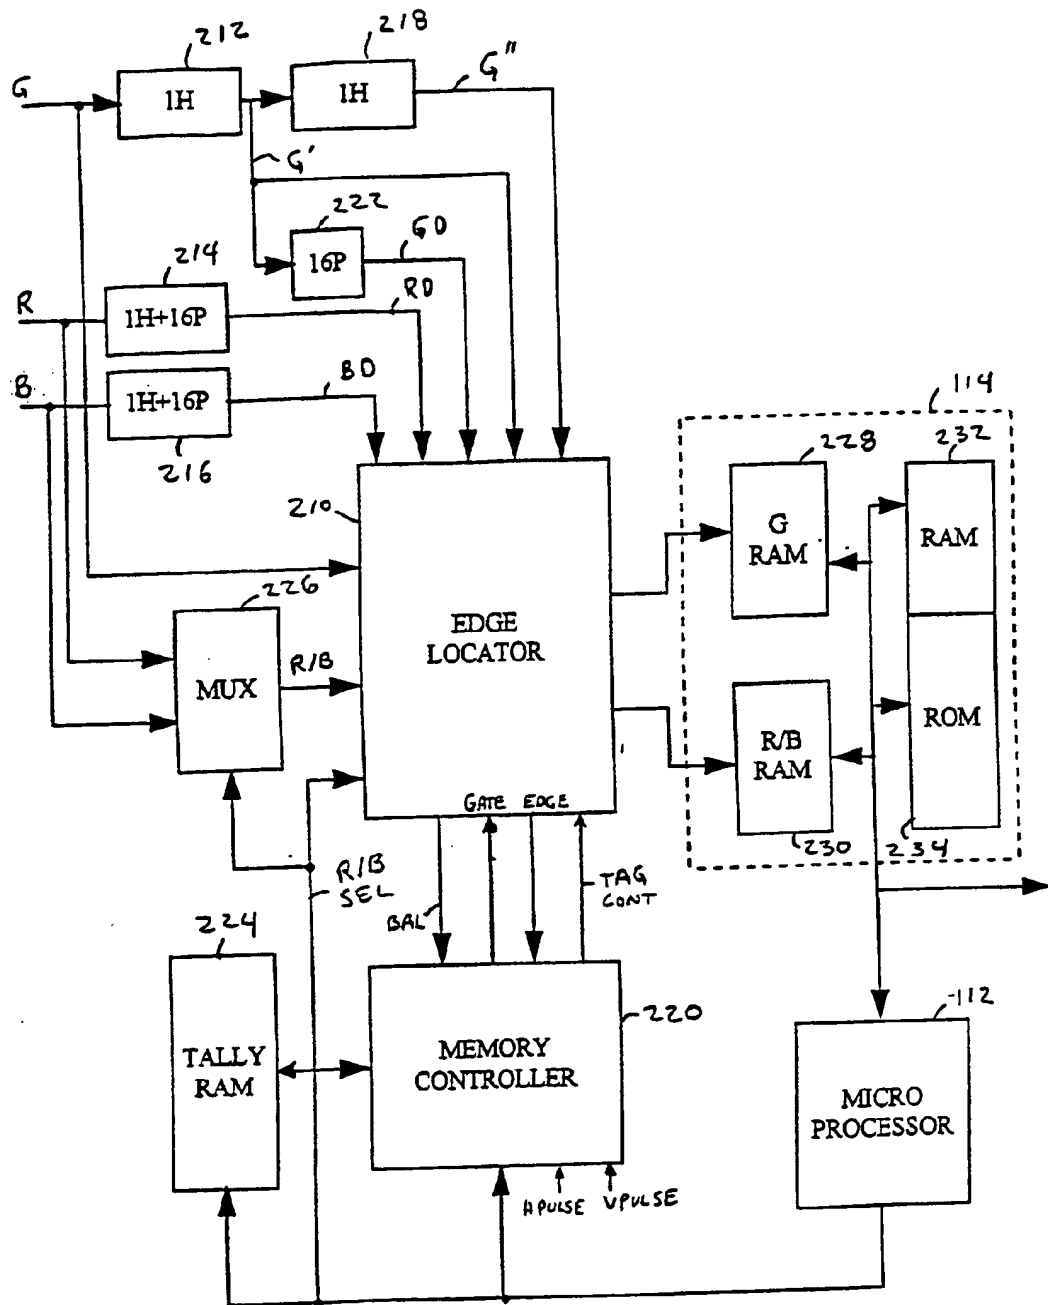 212
218
G
1H
1H
G"
G'
222
16P
GD
214
R
1H+16P
RD
B
1H+16P
BD
216
114
228
232
210
G
RAM
RAM
226
EDGE
LOCATOR
MUX
R/B
R/B
RAM
ROM
GATE EDGE
230
234
R/B
SEL
BAL
TAG
CONT
224
220
112
TALLY
RAM
MEMORY
CONTROLLER
MICRO
PROCESSOR
HPULSE
VPULSE